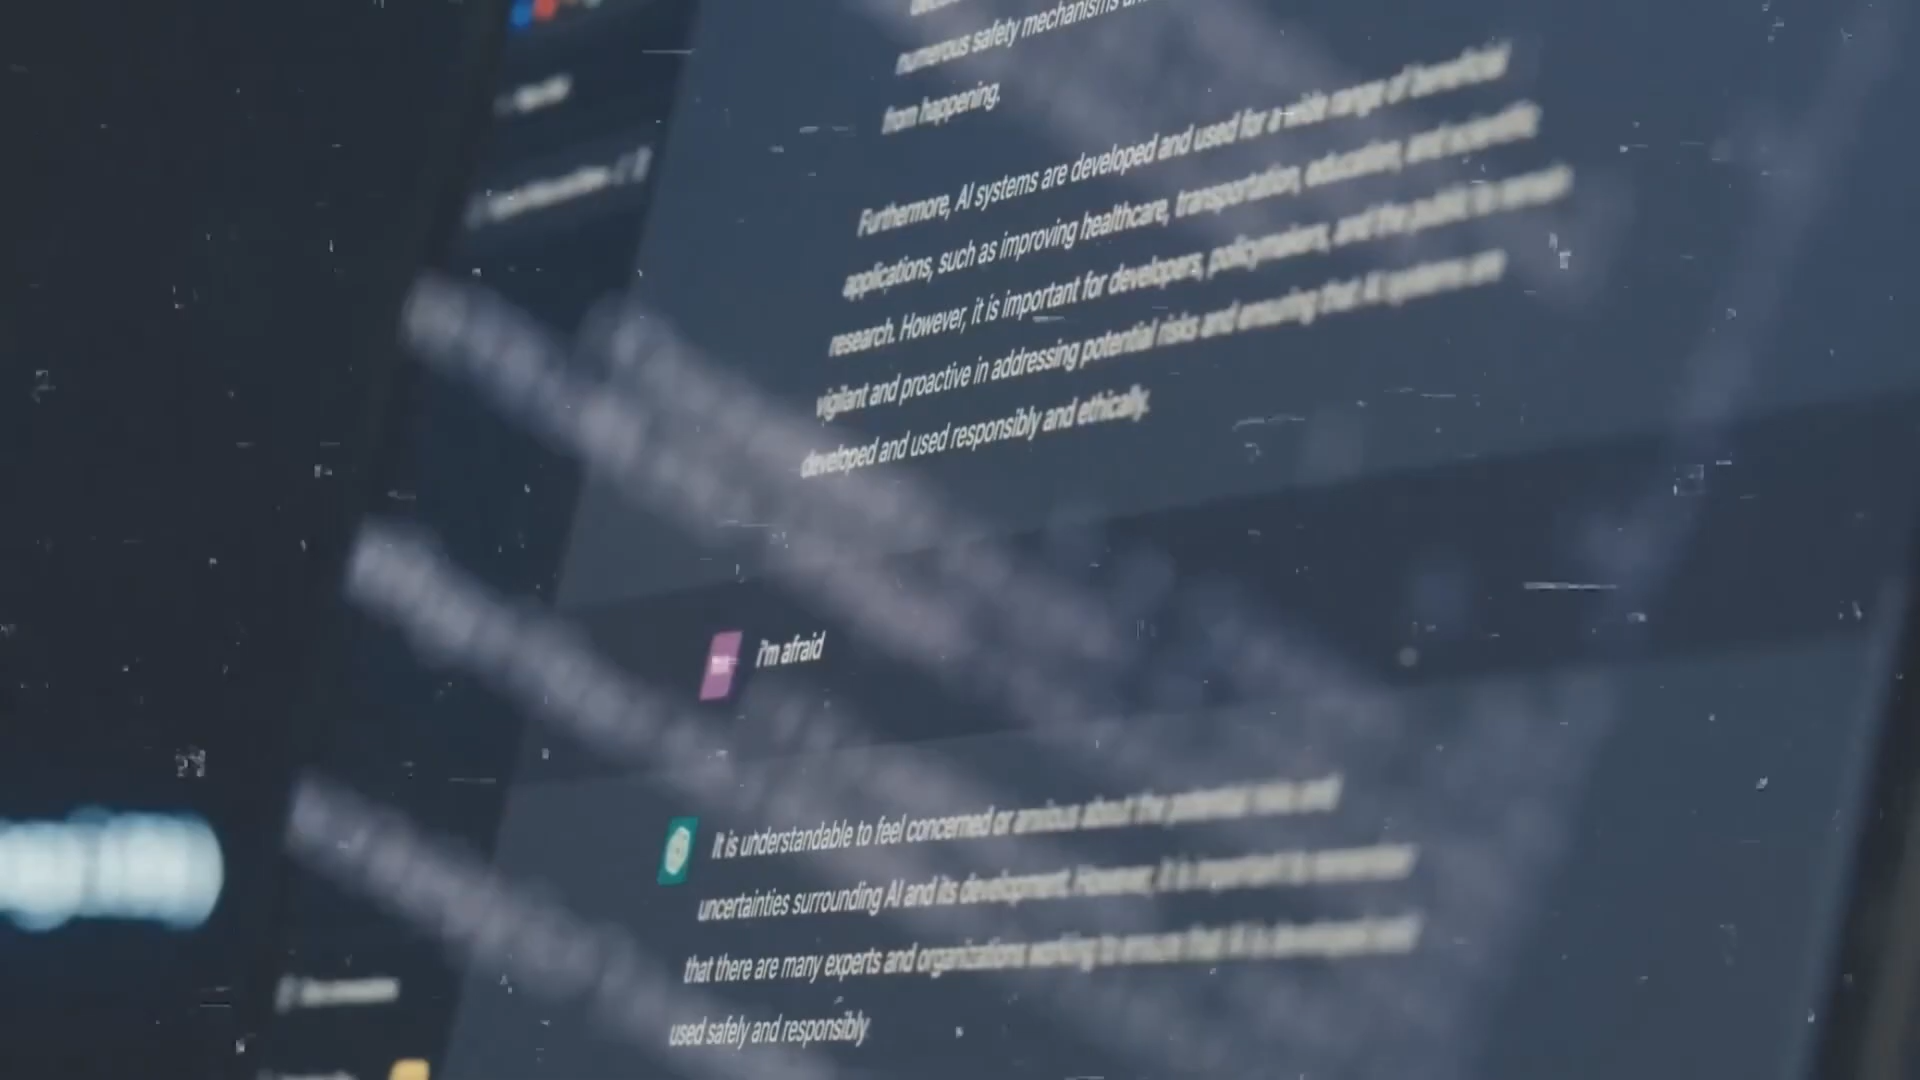 numerous safety mechanisms
from happening.
Furthermore, AI systems are developed and used for a wide range of beneficial
applications, such as improving healthcare, transportation, education, and scientific
research. However, it is important for developers, policymakers, and the public to remain
vigilant and proactive in addressing potential risks and ensuring that AI systems are
developed and used responsibly and ethically.
i'm afraid
It is understandable to feel concerned or anxious about the potential risks and
uncertainties surrounding AI and its development. However, it is important to remember
that there are many experts and organizations working to ensure that AI is developed and
used safely and responsibly.